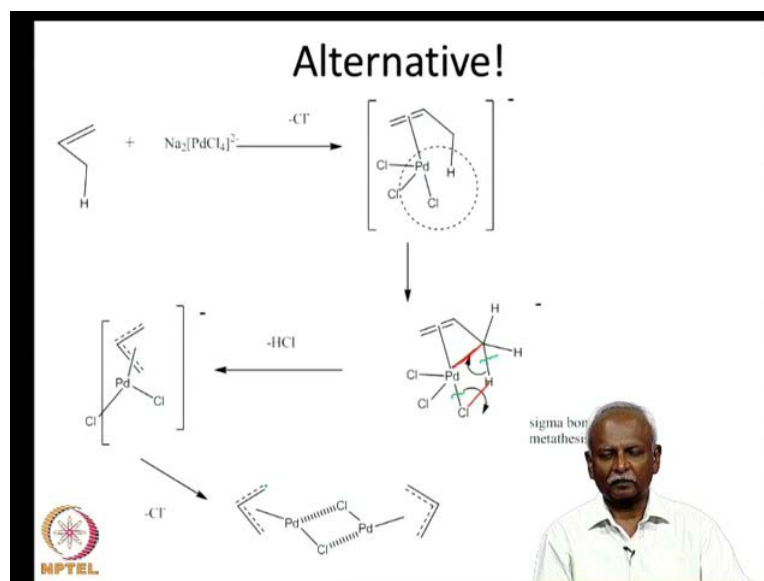 Alternative!
+ Na₂[PdCl₄]²⁻ -Cl⁻ -
H
Cl Pd H
Cl Cl
- H -
-HCl H
Pd Cl Pd H
Cl Cl Cl Cl
sigma bon
metathesi
-Cl⁻ Cl
Pd Pd
Cl
NPTEL